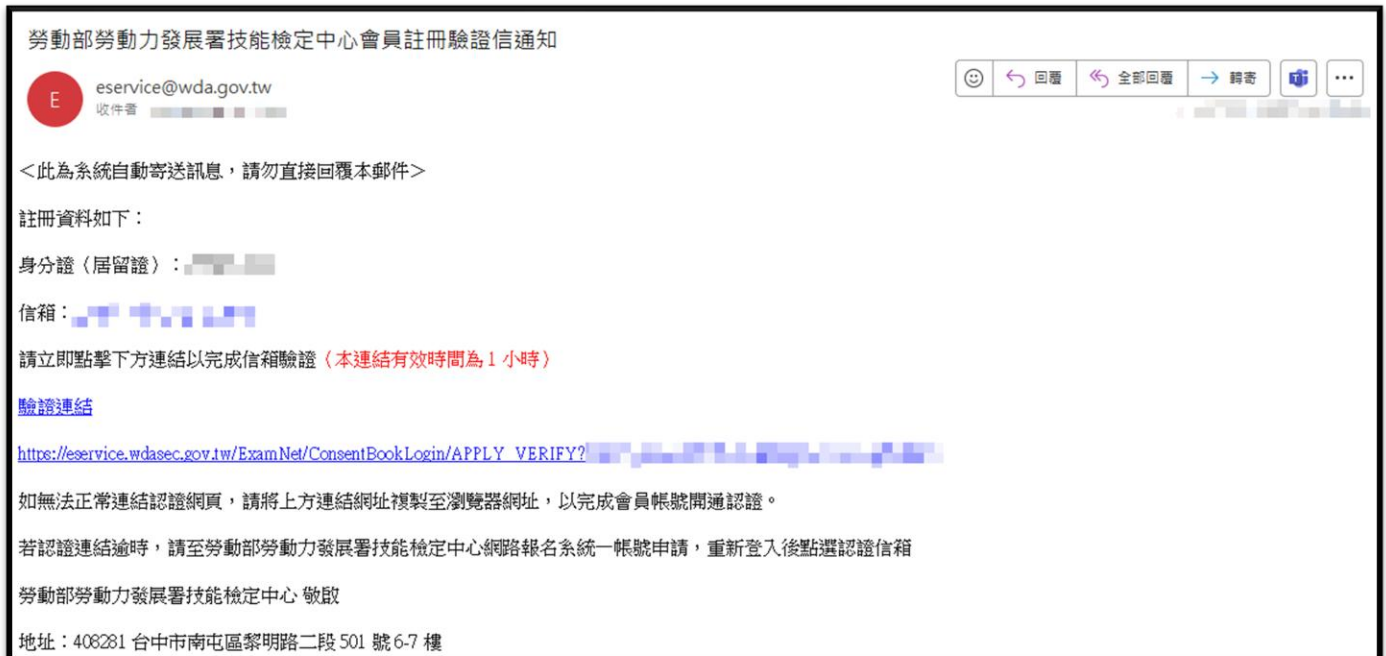 勞動部勞動力發展署技能檢定中心會員註冊驗證信通知
E
eservice@wda.gov.tw
收件者
回覆
全部回覆
轉寄
<此為系統自動寄送訊息，請勿直接回覆本郵件>
註冊資料如下：
身分證（居留證）：
信箱：
請立即點擊下方連結以完成信箱驗證（本連結有效時間為 1 小時）
驗證連結
https://eservice.wdasec.gov.tw/ExamNet/ConsentBookLogin/APPLY_VERIFY?
如無法正常連結認證網頁，請將上方連結網址複製至瀏覽器網址，以完成會員帳號開通認證。
若認證連結逾時，請至勞動部勞動力發展署技能檢定中心網路報名系統－帳號申請，重新登入後點選認證信箱
勞動部勞動力發展署技能檢定中心 敬啟
地址：408281 台中市南屯區黎明路二段 501 號 6-7 樓